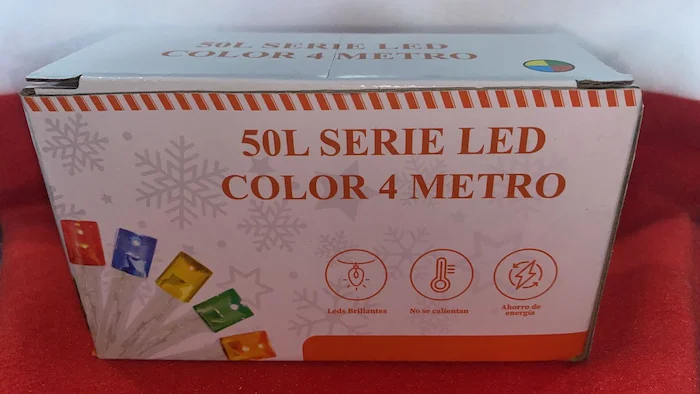 50L SERIE LED
COLOR 4 METRO
50L SERIE LED
COLOR 4 METRO
Leds Brillantes
No se calientan
Ahorro de
energía